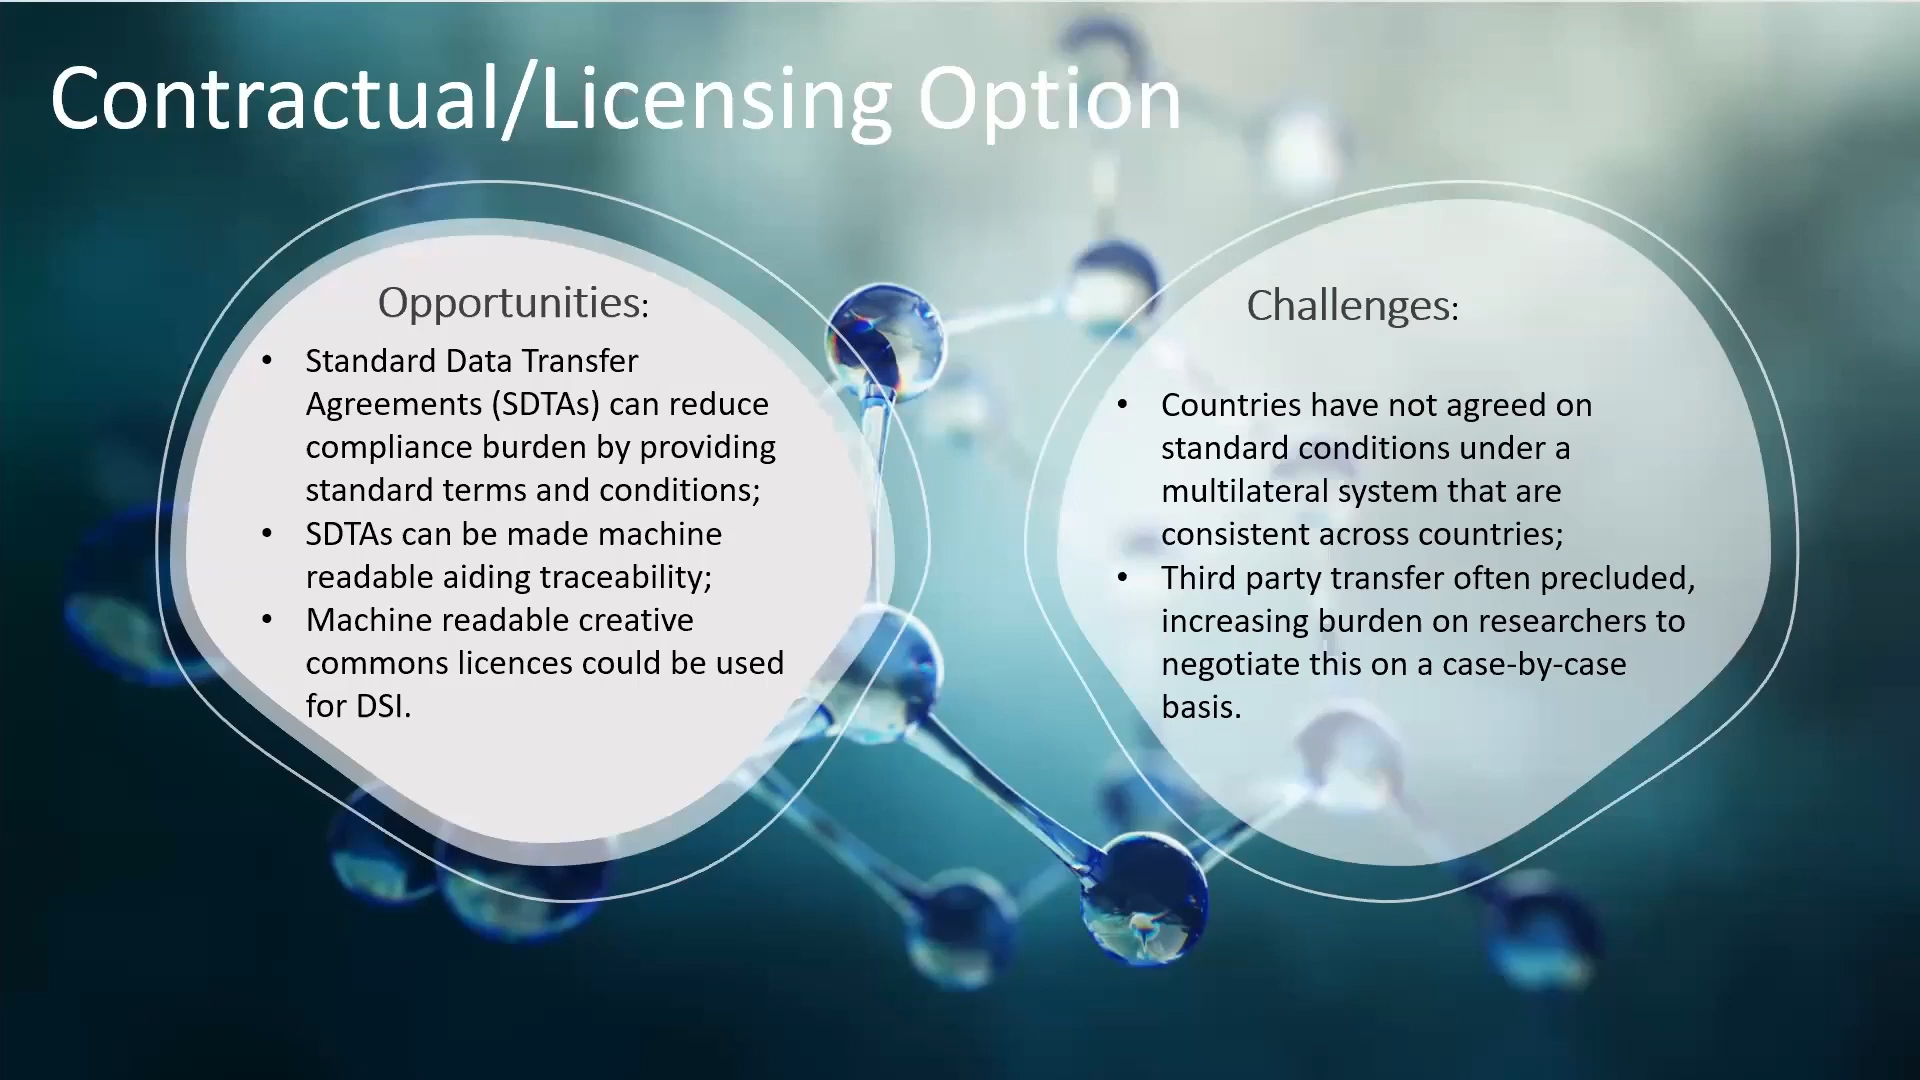 Contractual/Licensing Option
Opportunities:
• Standard Data Transfer
Agreements (SDTAs) can reduce
compliance burden by providing
standard terms and conditions;
• SDTAs can be made machine
readable aiding traceability;
• Machine readable creative
commons licences could be used
for DSI.
Challenges:
• Countries have not agreed on
standard conditions under a
multilateral system that are
consistent across countries;
• Third party transfer often precluded,
increasing burden on researchers to
negotiate this on a case-by-case
basis.